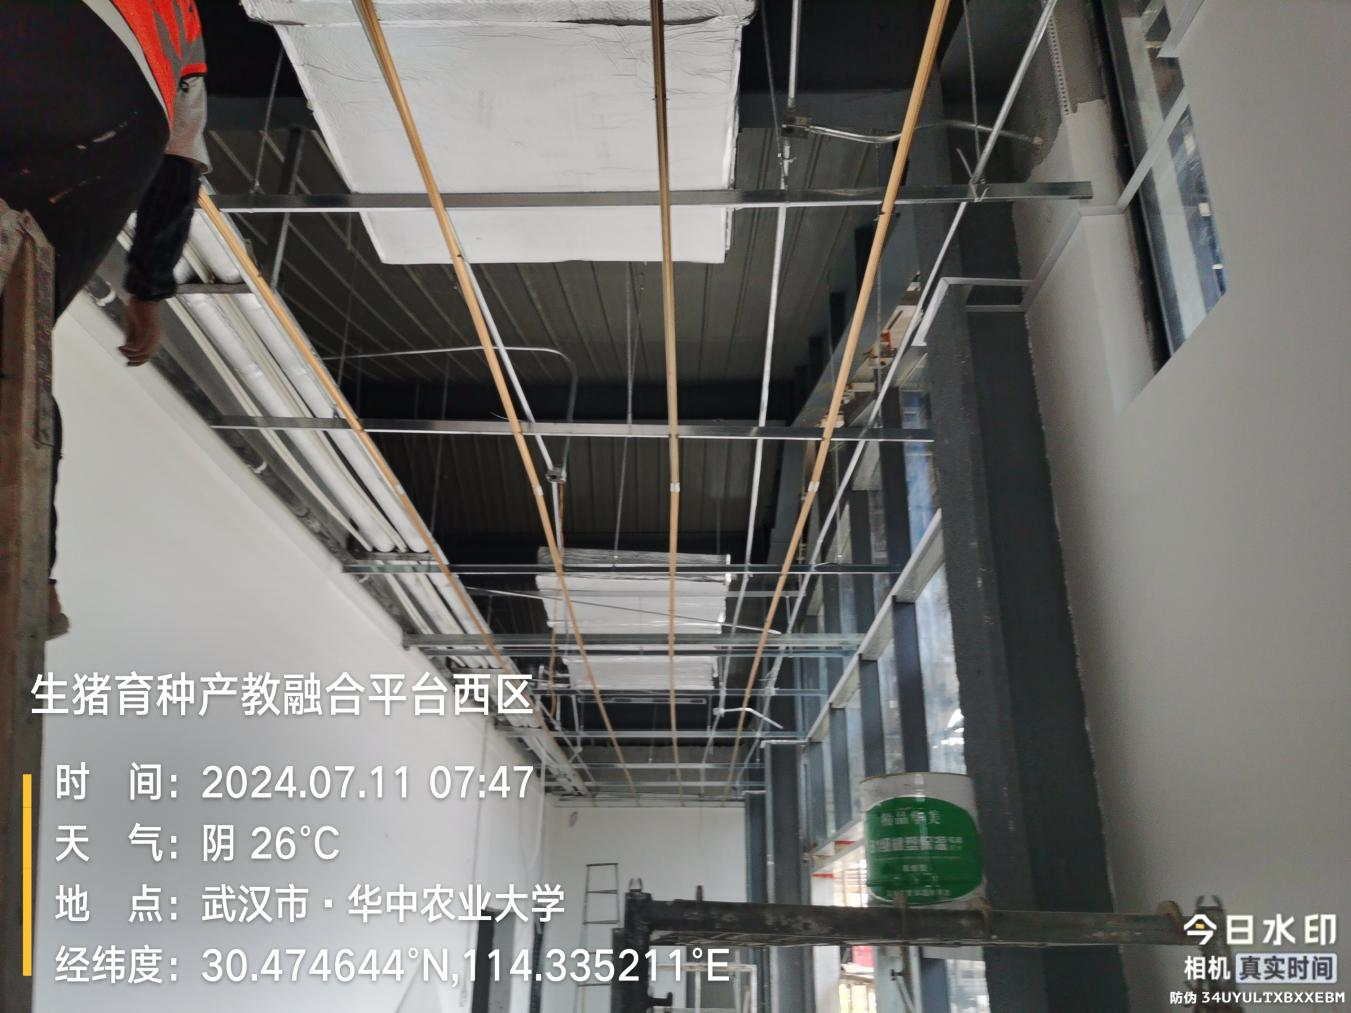 生猪育种产教融合平台西区
时 间：2024.07.11 07:47
天 气：阴 26°C
地 点：武汉市·华中农业大学
经纬度：30.474644°N,114.335211°E
今日水印
相机 真实时间
防伪 34UYULTXBXXEBM